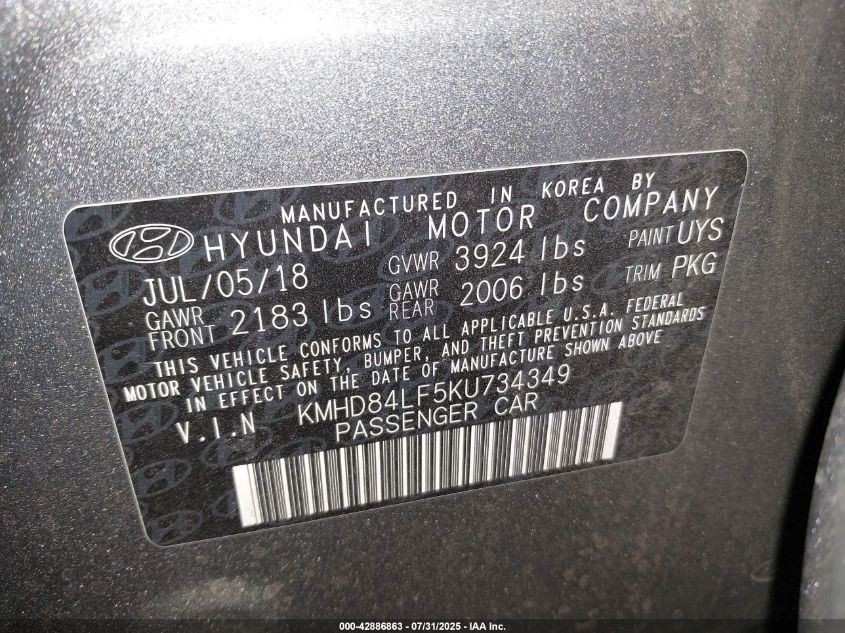 MANUFACTURED IN KOREA BY
HYUNDAI MOTOR COMPANY
JUL/05/18 GVWR 3924 lbs PAINT UYS
GAWR FRONT 2183 lbs GAWR REAR 2006 lbs TRIM PKG
THIS VEHICLE CONFORMS TO ALL APPLICABLE U.S.A. FEDERAL
MOTOR VEHICLE SAFETY, BUMPER, AND THEFT PREVENTION STANDARDS
IN EFFECT ON THE DATE OF MANUFACTURE SHOWN ABOVE
V.I.N KMHD84LF5KU734349
PASSENGER CAR
000-42886863 - 07/31/2025 - IAA Inc.